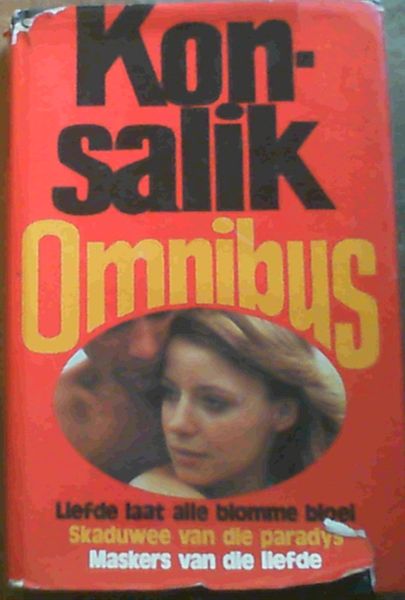 Kon-
salik
Omnibus
Liefde laat alle blomme bloei
Skaduwee van die paradys
Maskers van die liefde